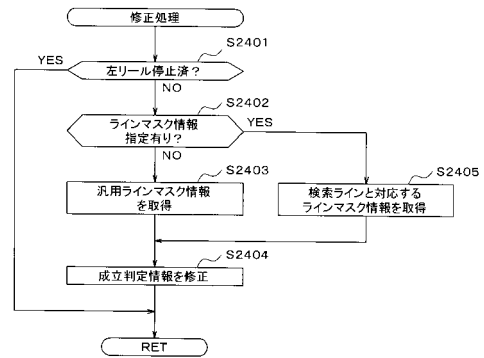 修正処理
S2401
YES
左リール停止済?
NO
S2402
ラインマスク情報
指定有り?
YES
NO
S2403
汎用ラインマスク情報
を取得
S2405
検索ラインと対応する
ラインマスク情報を取得
S2404
成立判定情報を修正
RET